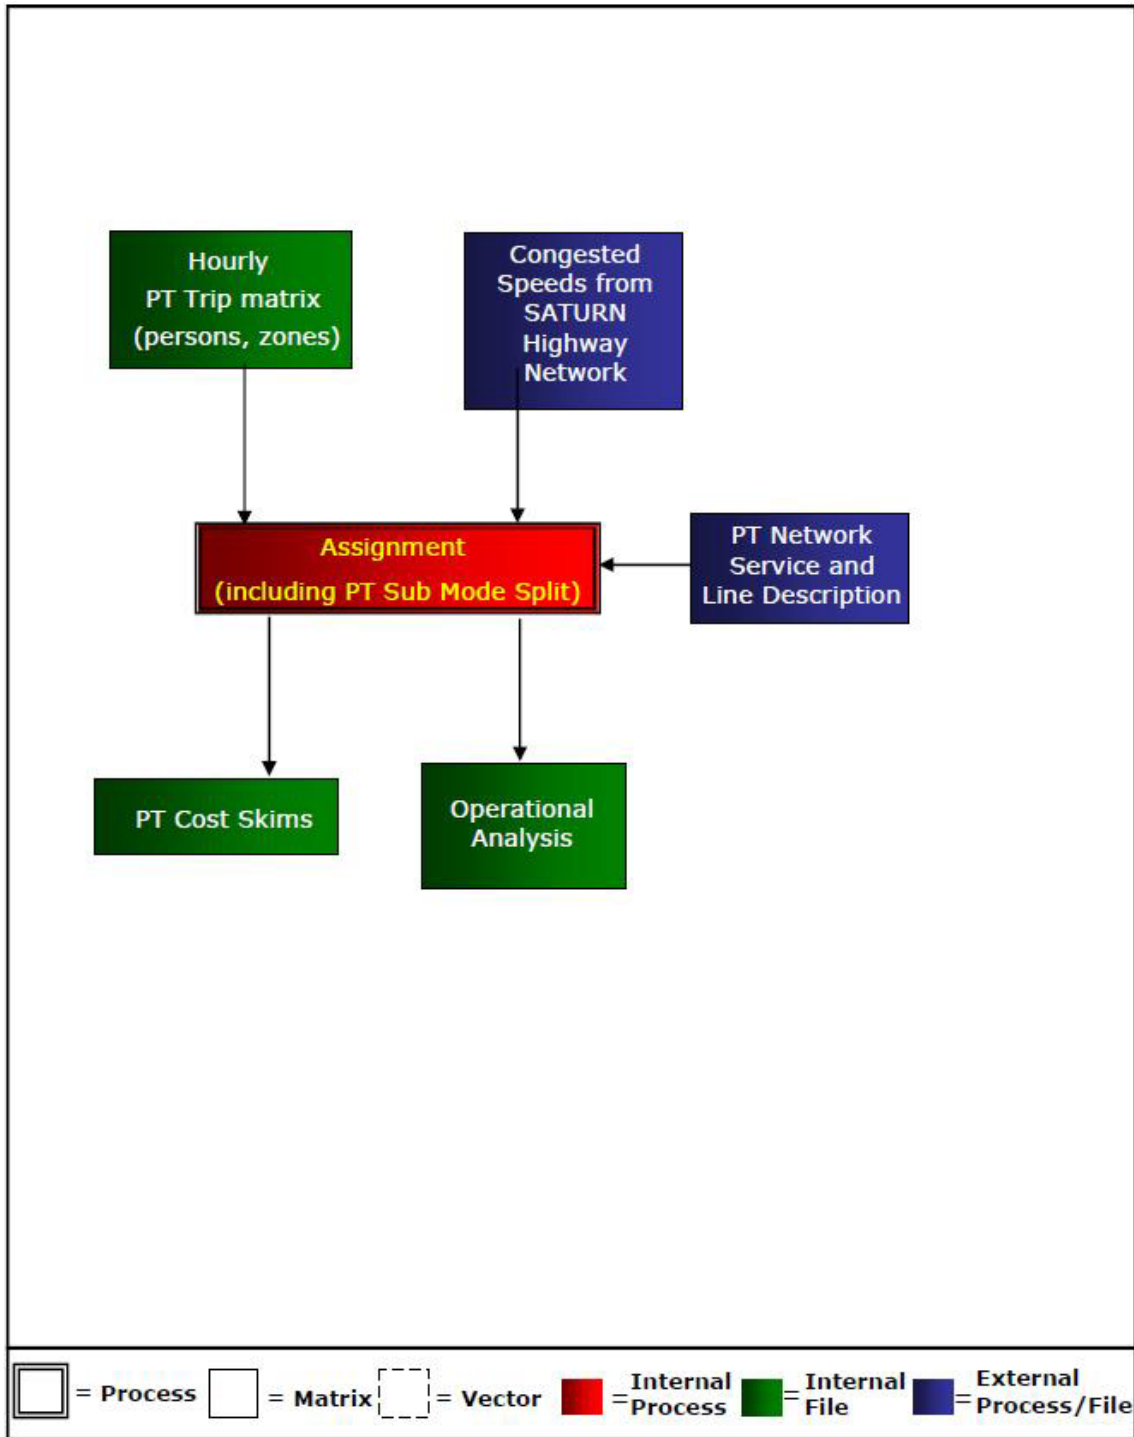 Hourly
PT Trip matrix
(persons, zones)
Congested
Speeds from
SATURN
Highway
Network
Assignment
(including PT Sub Mode Split)
PT Network
Service and
Line Description
PT Cost Skims
Operational
Analysis
= Process
= Matrix
= Vector
= Internal
Process
= Internal
File
= External
Process/File